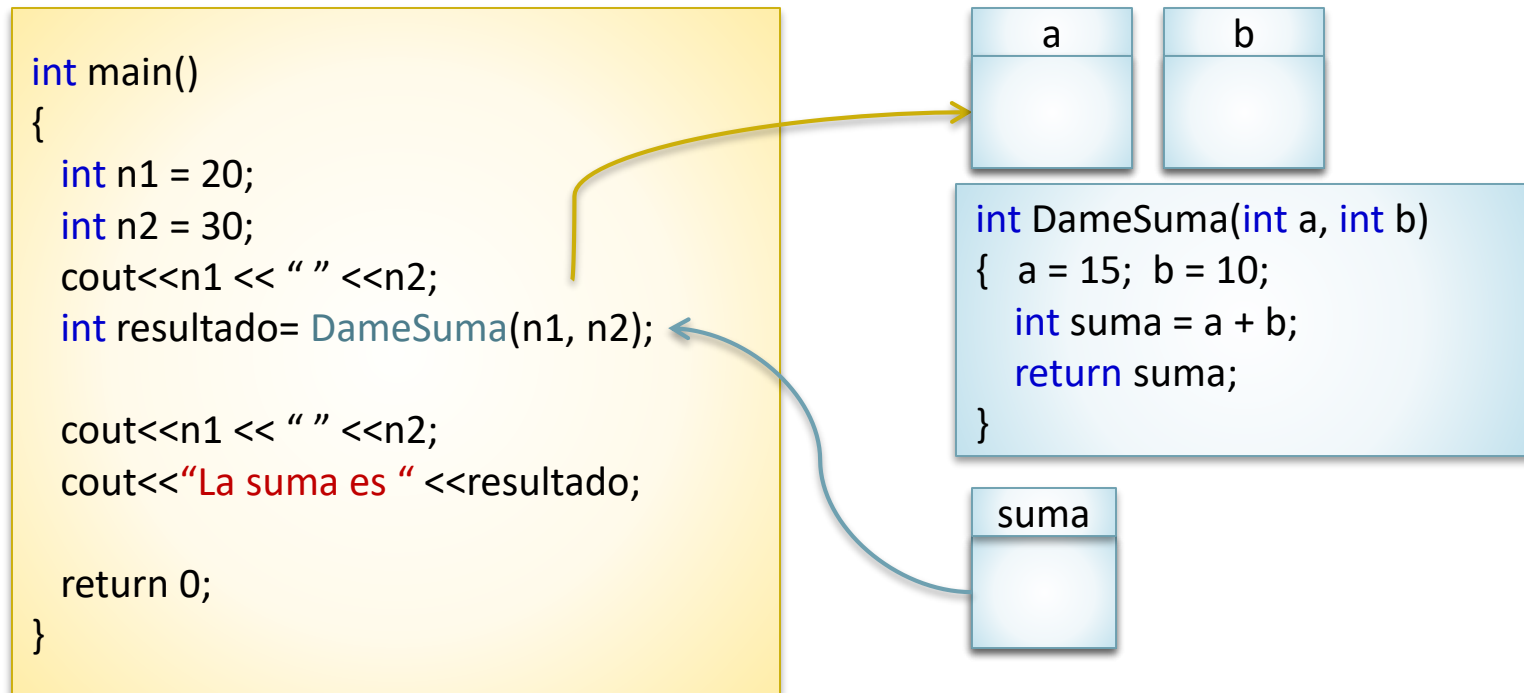 int main()
{
int n1 = 20;
int n2 = 30;
cout<<n1 << “ ” <<n2;
int resultado= DameSuma(n1, n2);
cout<<n1 << “ ” <<n2;
cout<<“La suma es “ <<resultado;
return 0;
}
a
b
int DameSuma(int a, int b)
{ a = 15; b = 10;
int suma = a + b;
return suma;
}
suma